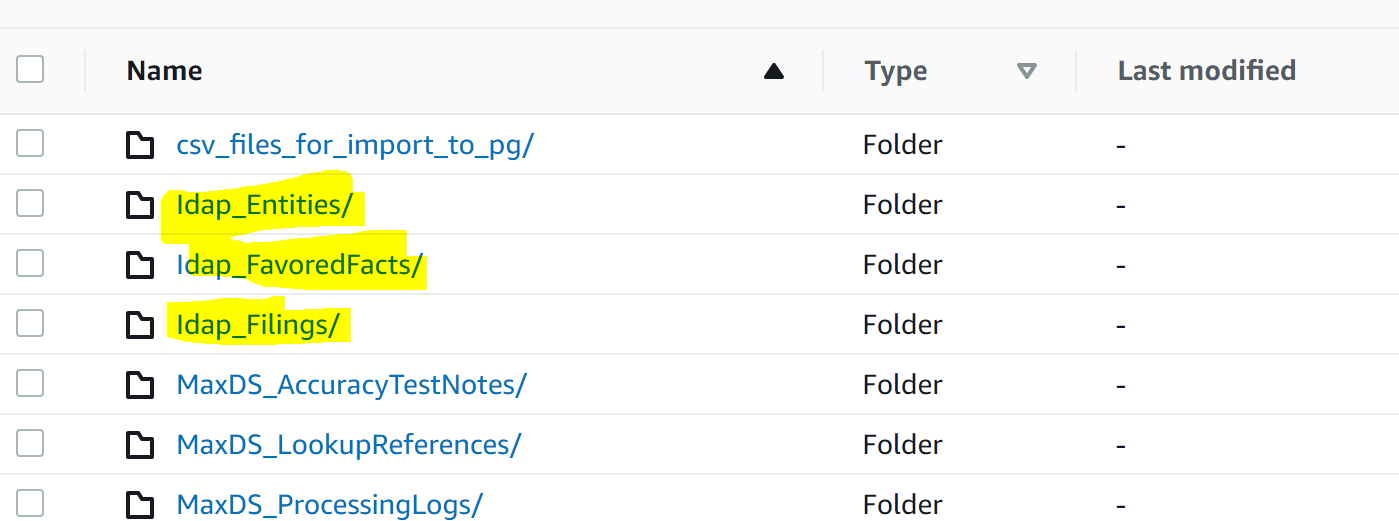 Name Type Last modified
csv_files_for_import_to_pg/ Folder -
Idap_Entities/ Folder -
Idap_FavoredFacts/ Folder -
Idap_Filings/ Folder -
MaxDS_AccuracyTestNotes/ Folder -
MaxDS_LookupReferences/ Folder -
MaxDS_ProcessingLogs/ Folder -